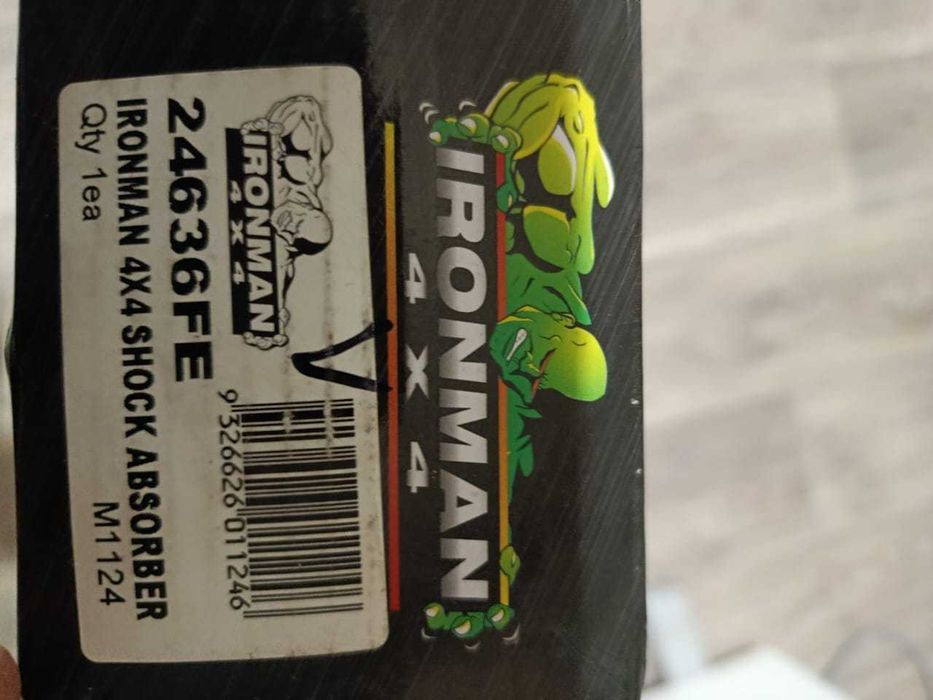 IRONMAN
4 X 4
IRONMAN
4 X 4
9 326626 011246
24636FE
IRONMAN 4X4 SHOCK ABSORBER
Qty 1ea
M1124